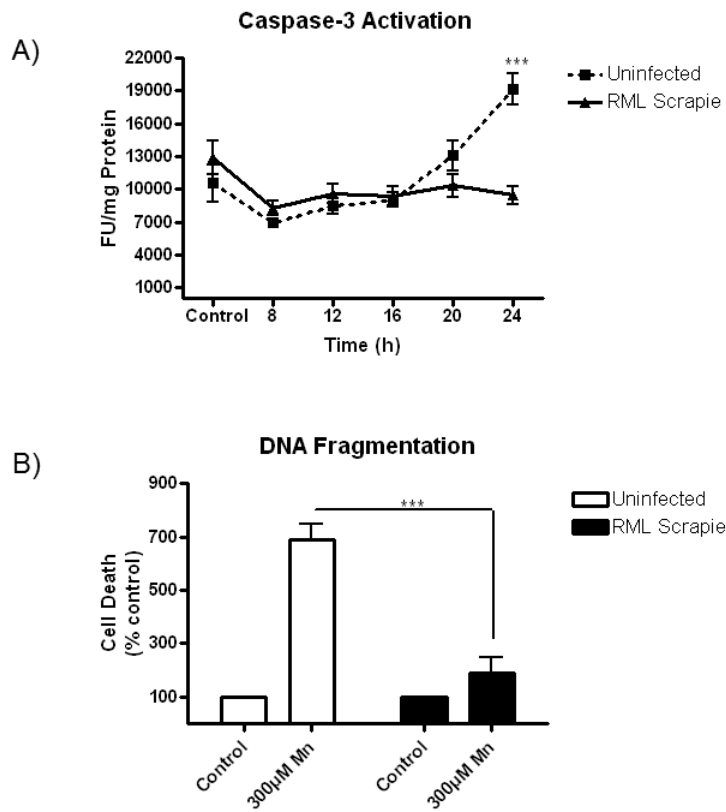 Caspase-3 Activation
A)
22000
19000
16000
13000
10000
7000
4000
1000
FU/mg Protein
***
Uninfected
RML Scrapie
Control 8 12 16 20 24
Time (h)
DNA Fragmentation
B)
900
700
500
300
100
Cell Death
(% control)
***
Uninfected
RML Scrapie
Control
300µM Mn
Control
300µM Mn